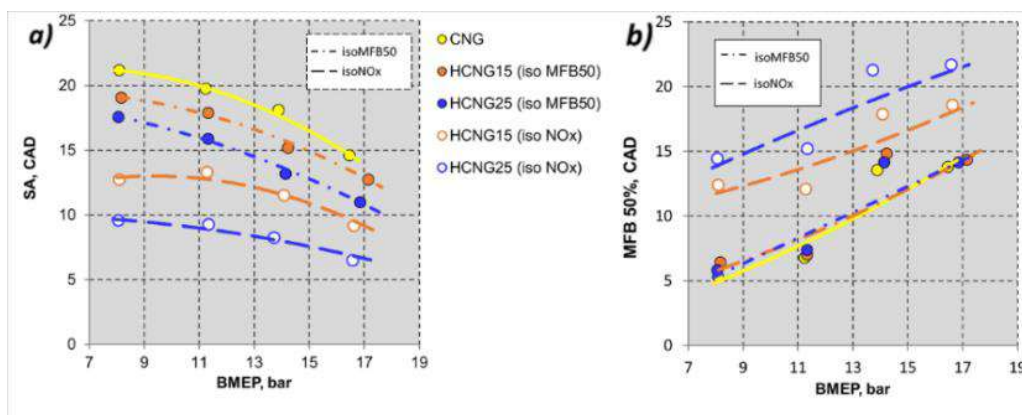 a)
SA, CAD
25
20
15
10
5
0
7 9 11 13 15 17 19
BMEP, bar
isoMFB50
isoNOx
CNG
HCNG15 (iso MFB50)
HCNG25 (iso MFB50)
HCNG15 (iso NOx)
HCNG25 (iso NOx)
b)
MFB 50%, CAD
25
20
15
10
5
0
7 9 11 13 15 17 19
BMEP, bar
isoMFB50
isoNOx